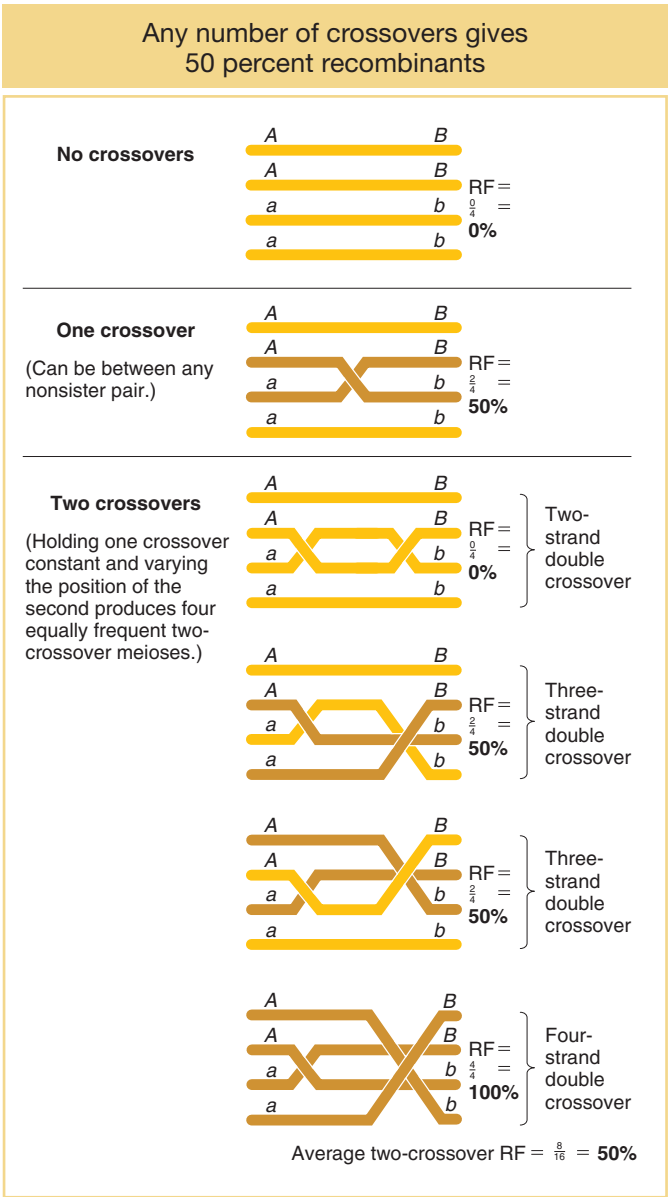 Any number of crossovers gives
50 percent recombinants
No crossovers
A B
A B
a b
a b
RF =
0/4 =
0%
One crossover
(Can be between any
nonsister pair.)
A B
A B
a b
a b
RF =
2/4 =
50%
Two crossovers
(Holding one crossover
constant and varying
the position of the
second produces four
equally frequent two-
crossover meioses.)
A B
A B
a b
a b
RF =
0/4 =
0%
Two-
strand
double
crossover
A B
A B
a b
a b
RF =
2/4 =
50%
Three-
strand
double
crossover
A B
A B
a b
a b
RF =
2/4 =
50%
Three-
strand
double
crossover
A B
A B
a b
a b
RF =
4/4 =
100%
Four-
strand
double
crossover
Average two-crossover RF = 8/16 = 50%